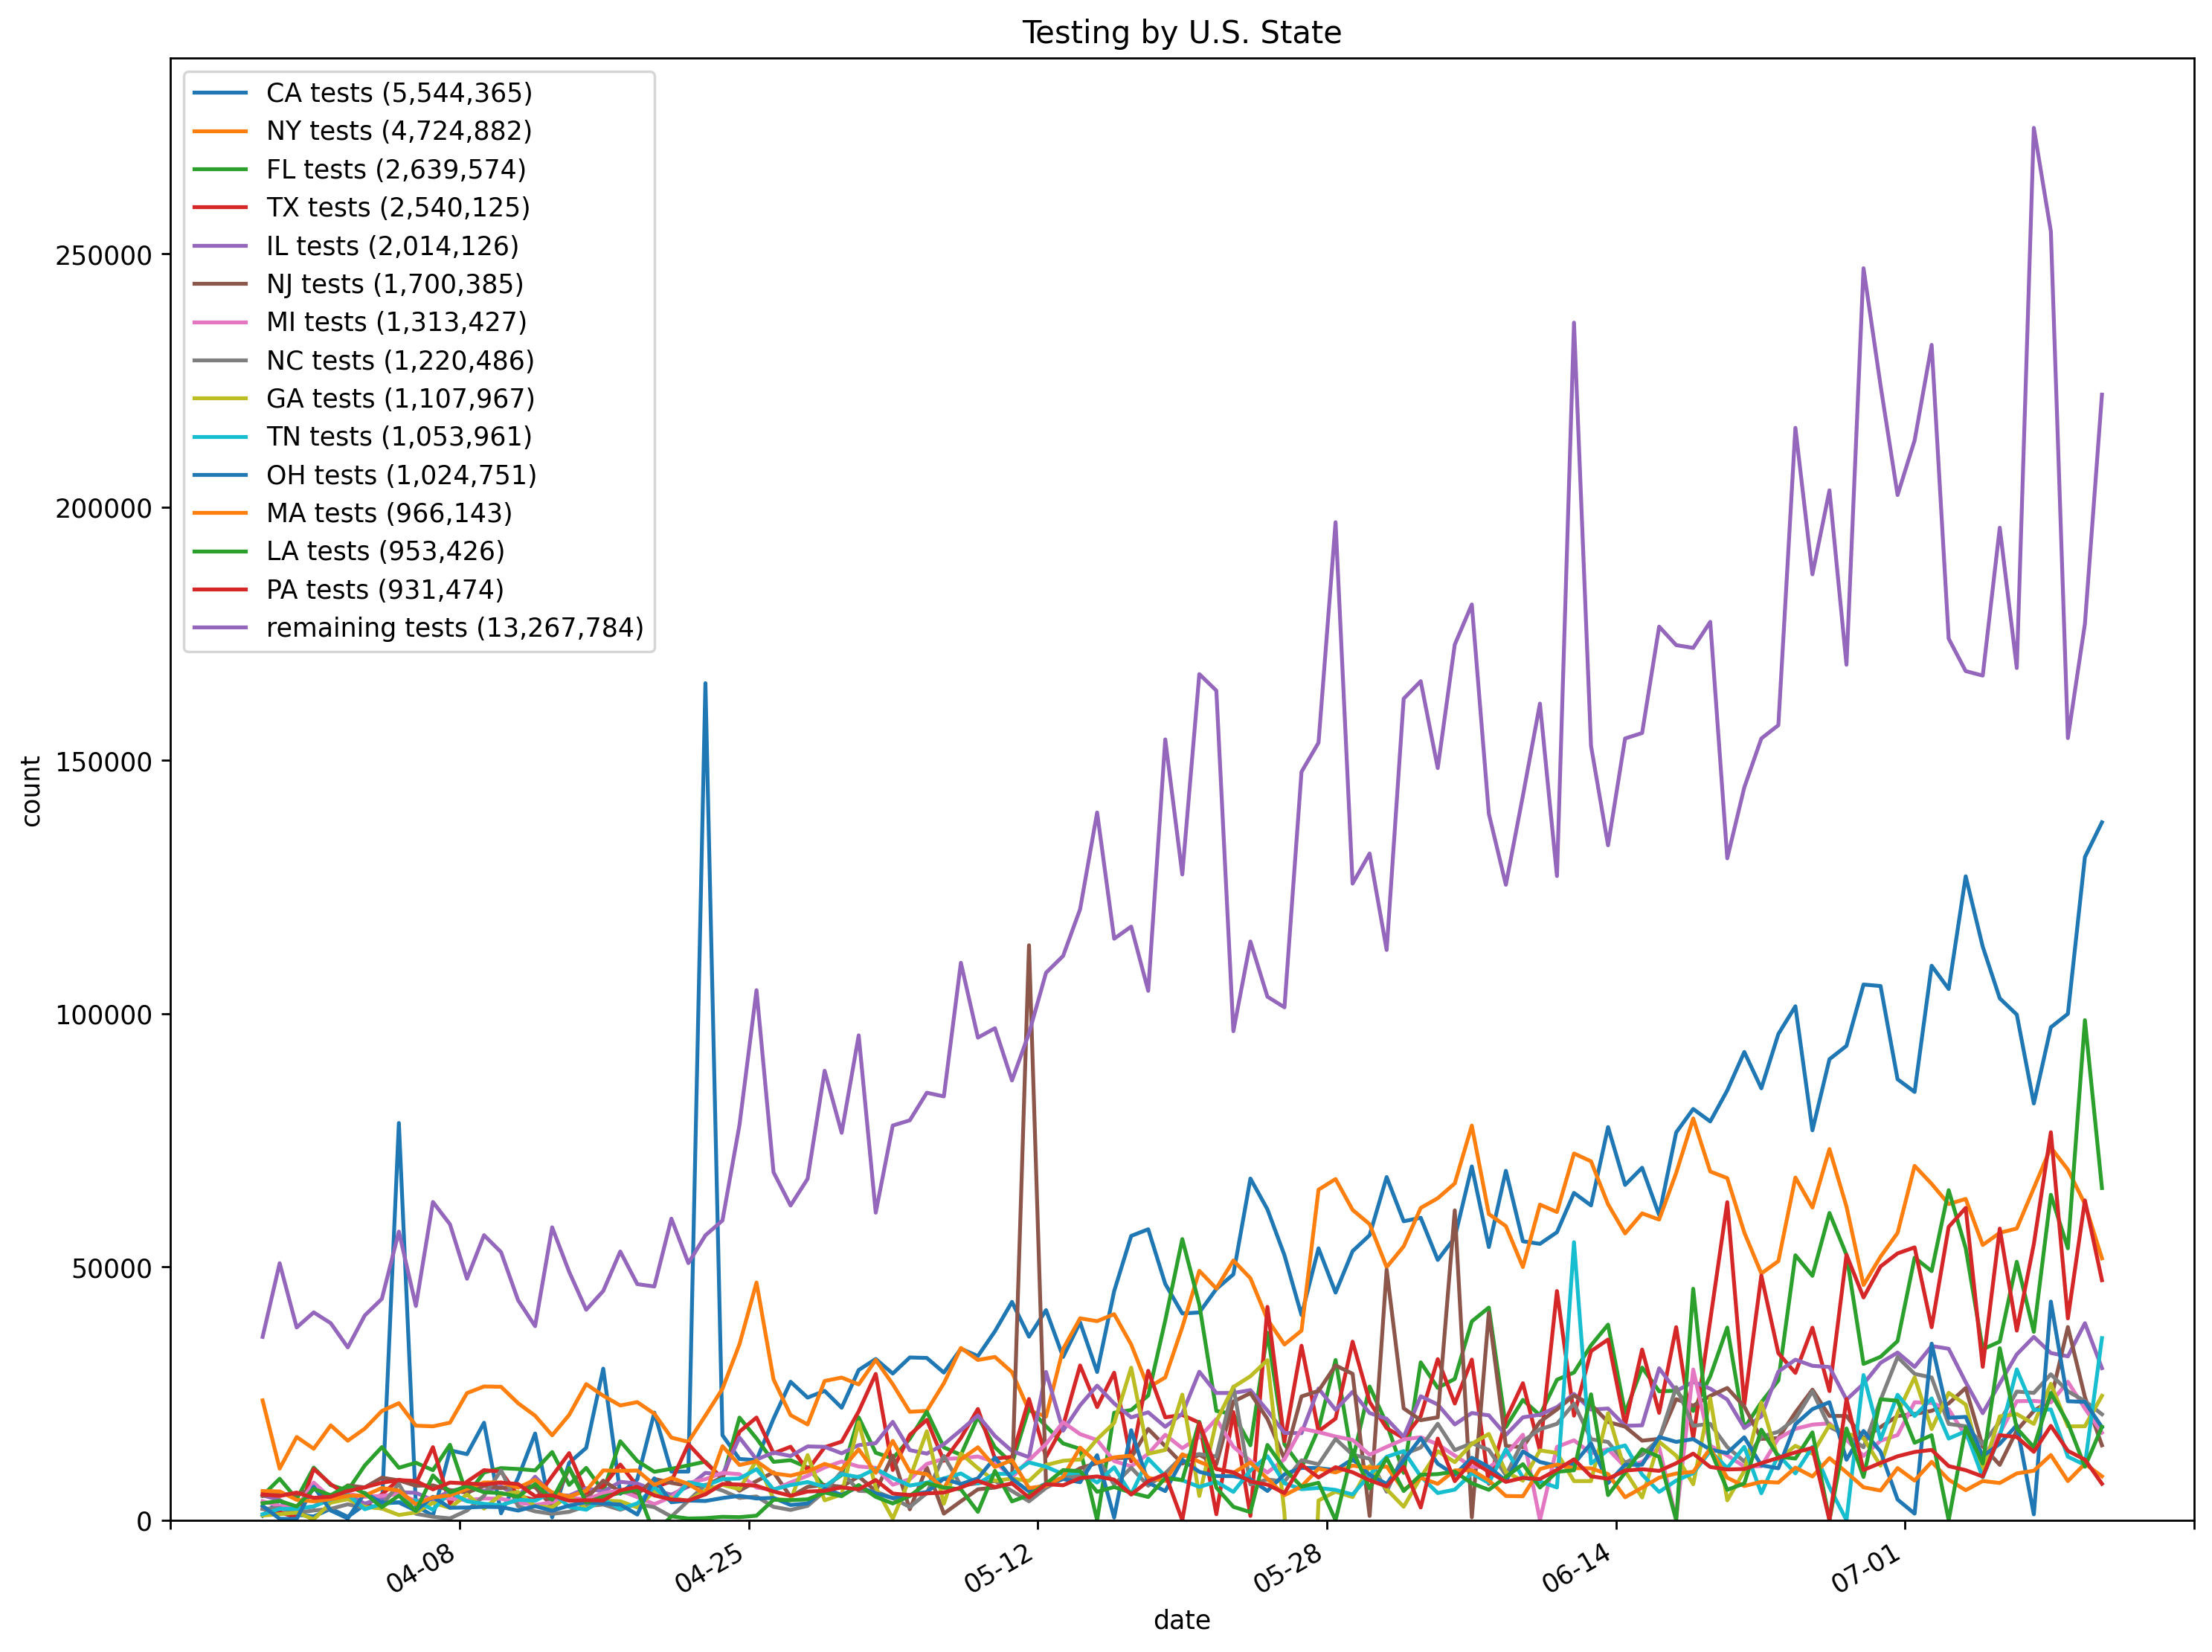 Testing by U.S. State
CA tests (5,544,365)
NY tests (4,724,882)
FL tests (2,639,574)
TX tests (2,540,125)
IL tests (2,014,126)
NJ tests (1,700,385)
MI tests (1,313,427)
NC tests (1,220,486)
GA tests (1,107,967)
TN tests (1,053,961)
OH tests (1,024,751)
MA tests (966,143)
LA tests (953,426)
PA tests (931,474)
remaining tests (13,267,784)
250000
200000
150000
100000
50000
0
count
04-08
04-25
05-12
05-28
06-14
07-01
date